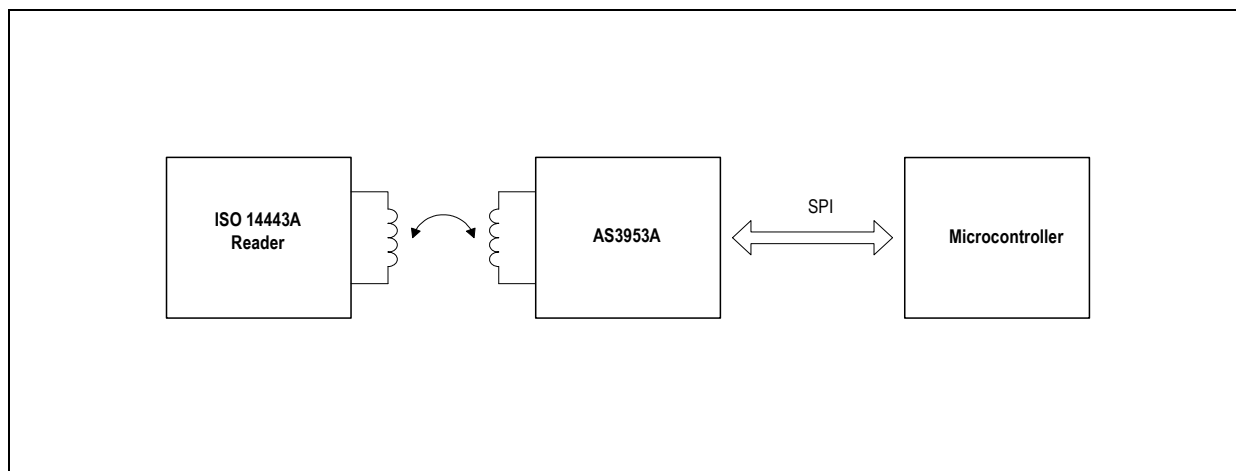 ISO 14443A
Reader
AS3953A
SPI
Microcontroller